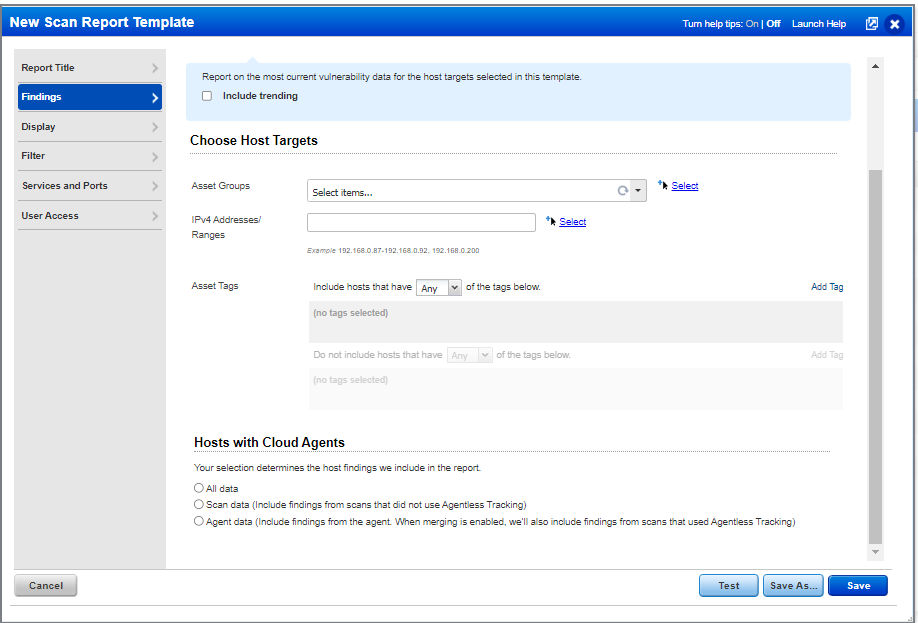 New Scan Report Template
Turn help tips: On | Off Launch Help
Report Title
Findings
Display
Filter
Services and Ports
User Access
Report on the most current vulnerability data for the host targets selected in this template.
Include trending
Choose Host Targets
Asset Groups
Select items...
Select
IPv4 Addresses/
Ranges
Select
Example 192.168.0.87-192.168.0.92, 192.168.0.200
Asset Tags
Include hosts that have Any of the tags below.
Add Tag
(no tags selected)
Do not include hosts that have Any of the tags below.
Add Tag
(no tags selected)
Hosts with Cloud Agents
Your selection determines the host findings we include in the report.
All data
Scan data (Include findings from scans that did not use Agentless Tracking)
Agent data (Include findings from the agent. When merging is enabled, we'll also include findings from scans that used Agentless Tracking)
Cancel
Test
Save As...
Save